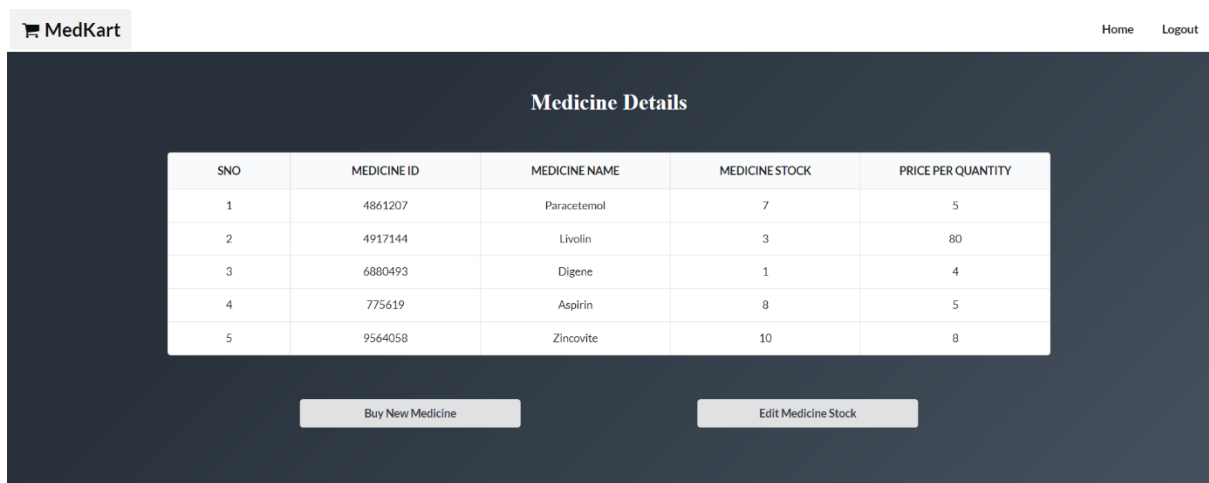 MedKart
Home Logout
Medicine Details
SNO MEDICINE ID MEDICINE NAME MEDICINE STOCK PRICE PER QUANTITY
1 4861207 Paracetemol 7 5
2 4917144 Livolin 3 80
3 6880493 Digene 1 4
4 775619 Aspirin 8 5
5 9564058 Zincovite 10 8
Buy New Medicine Edit Medicine Stock